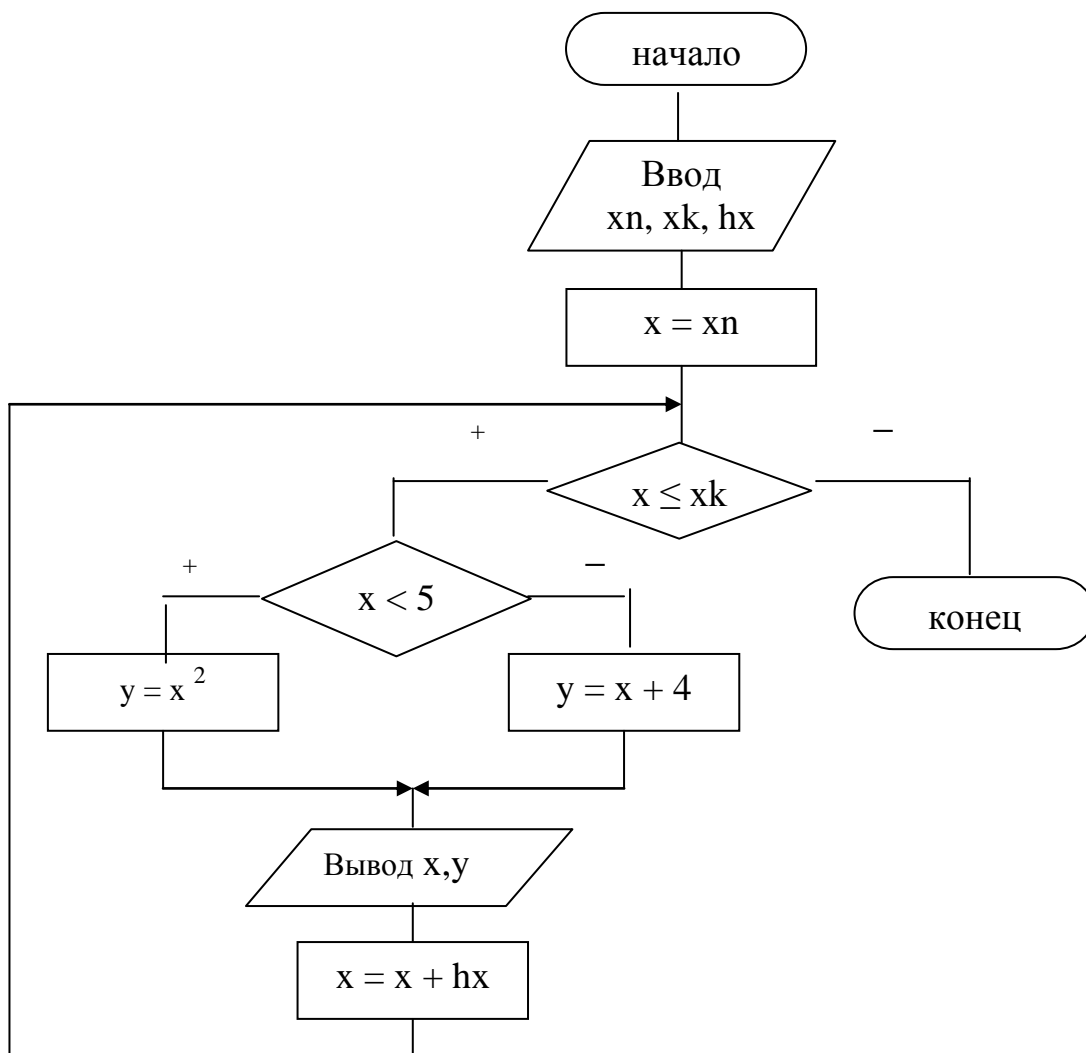 начало
Ввод
xn, xk, hx
x = xn
+
–
x ≤ xk
+
–
x < 5
конец
y = x ²
y = x + 4
Вывод x,y
x = x + hx